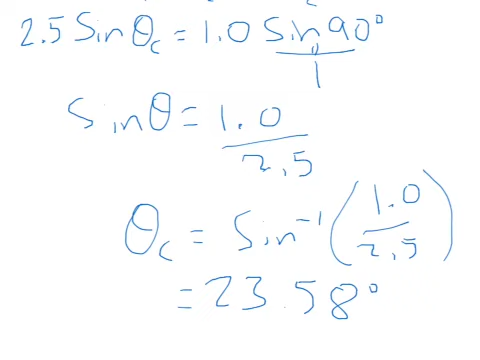 2.5 Sin θc = 1.0 Sin 90°
1
Sin θ = 1.0 / 2.5
θc = Sin⁻¹ (1.0 / 2.5)
= 23.58°